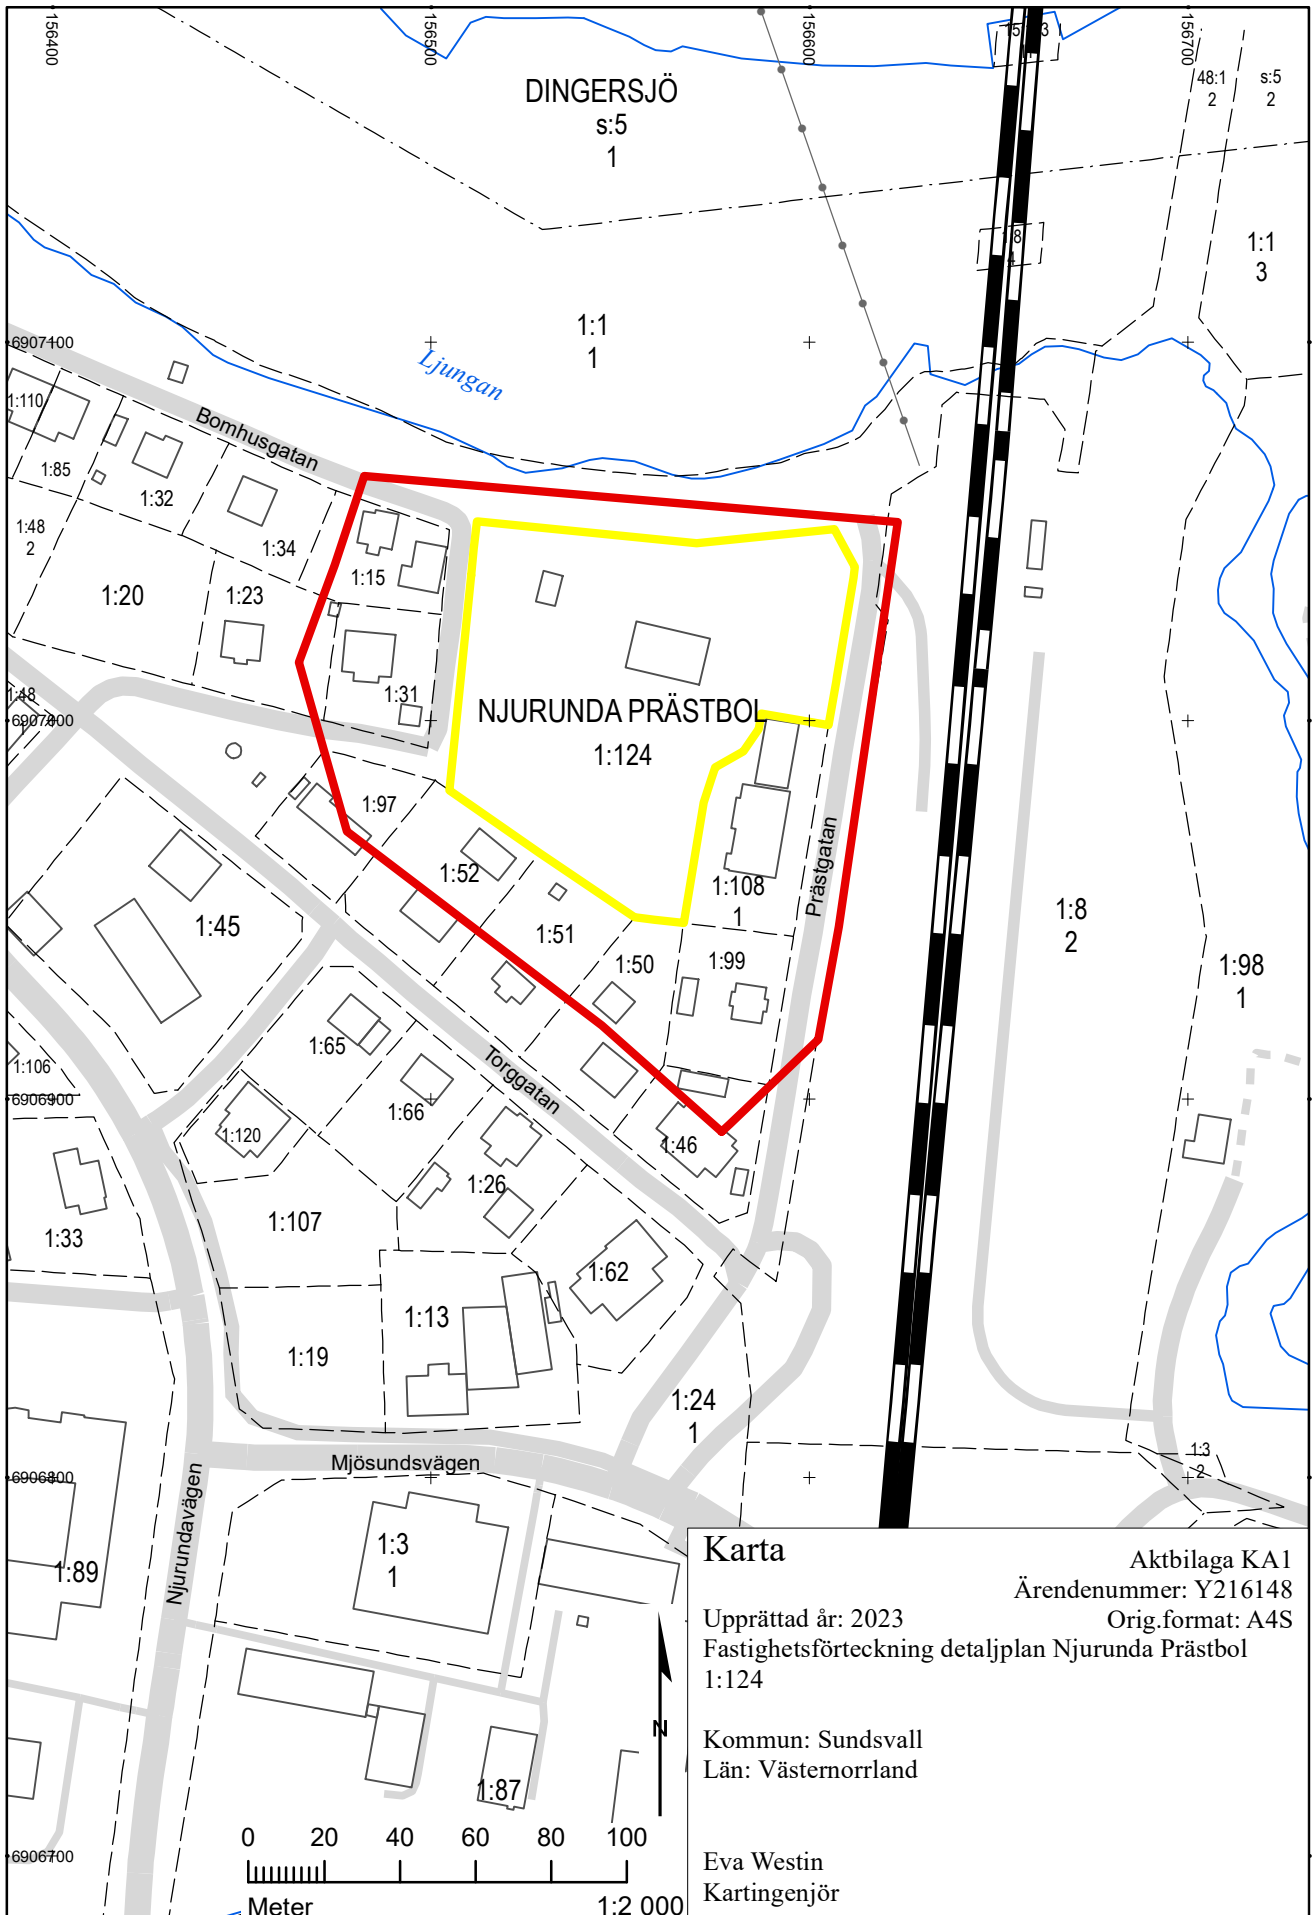 156400
156500
156600
156700
DINGERSJÖ
s:5
1
48:1
2
s:5
2
1:8
4
1:1
3
1:1
1
6907100
Ljungan
Bomhusgatan
1:110
1:85
1:32
1:48
2
1:34
1:15
1:20
1:23
1:31
1:48
1
6907000
NJURUNDA PRÄSTBOL
1:124
1:97
1:52
1:51
1:50
1:108
1
1:99
Prästgatan
1:45
1:8
2
1:98
1
1:65
1:106
1:66
Torggatan
6906900
1:120
1:46
1:26
1:107
1:33
1:62
1:13
1:19
1:24
1
1:3
2
Mjösundsvägen
6906800
Njurundavägen
1:3
1
1:89
1:87
N
0 20 40 60 80 100
Meter
1:2 000
6906700
Karta
Aktbilaga KA1
Ärendenummer: Y216148
Upprättad år: 2023
Orig.format: A4S
Fastighetsförteckning detaljplan Njurunda Prästbol
1:124
Kommun: Sundsvall
Län: Västernorrland
Eva Westin
Kartingenjör